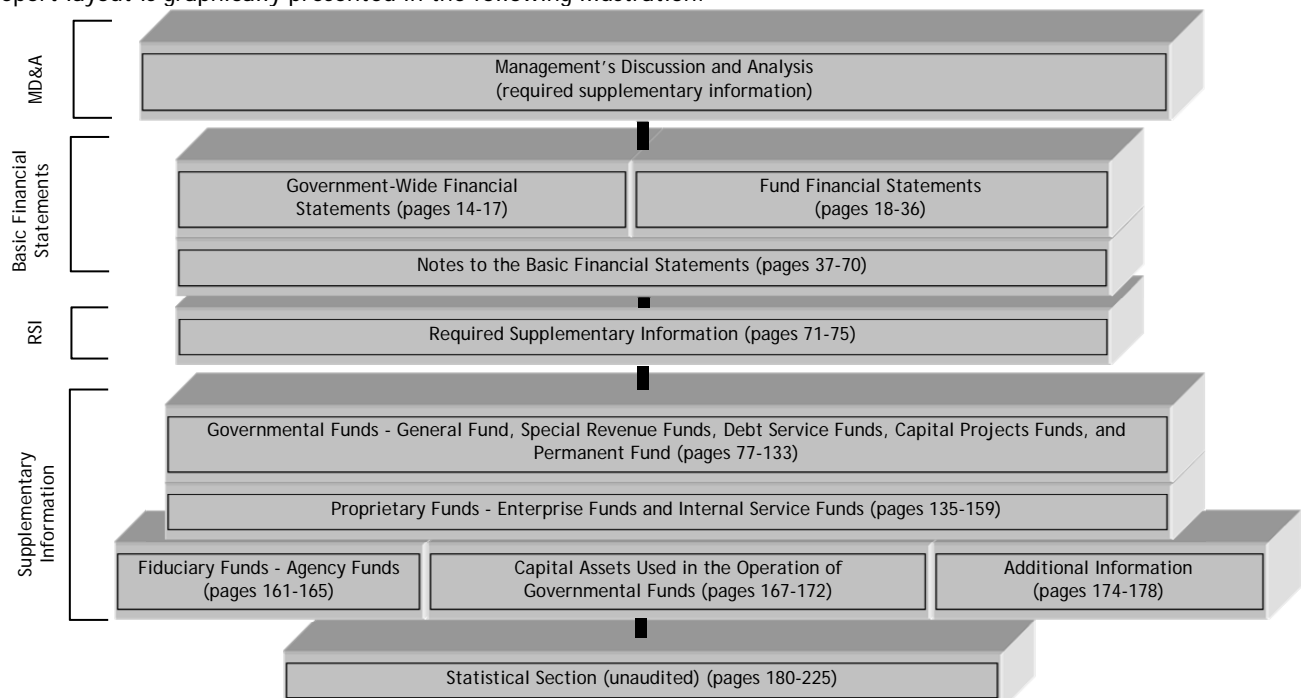 port layout is graphically presented in the following illustration.
MD&A
Management's Discussion and Analysis
(required supplementary information)
Basic Financial
Statements
Government-Wide Financial
Statements (pages 14-17)
Fund Financial Statements
(pages 18-36)
Notes to the Basic Financial Statements (pages 37-70)
RSI
Required Supplementary Information (pages 71-75)
Supplementary
Information
Governmental Funds - General Fund, Special Revenue Funds, Debt Service Funds, Capital Projects Funds, and
Permanent Fund (pages 77-133)
Proprietary Funds - Enterprise Funds and Internal Service Funds (pages 135-159)
Fiduciary Funds - Agency Funds
(pages 161-165)
Capital Assets Used in the Operation of
Governmental Funds (pages 167-172)
Additional Information
(pages 174-178)
Statistical Section (unaudited) (pages 180-225)